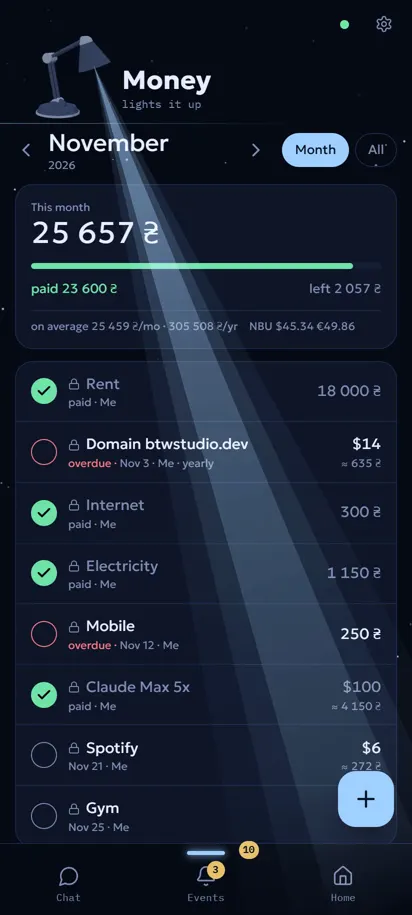 Money
lights it up
November
2026
Month
All
This month
25 657 ₴
paid 23 600 ₴
left 2 057 ₴
on average 25 459 ₴/mo · 305 508 ₴/yr NBU $45.34 €49.86
Rent
18 000 ₴
paid · Me
Domain btwstudio.dev
$14
overdue · Nov 3 · Me · yearly
≈ 635 ₴
Internet
300 ₴
paid · Me
Electricity
1 150 ₴
paid · Me
Mobile
250 ₴
overdue · Nov 12 · Me
Claude Max 5x
$100
paid · Me
≈ 4 150 ₴
Spotify
$6
Nov 21 · Me
≈ 272 ₴
Gym
Nov 25 · Me
+
10
3
Chat
Events
Home